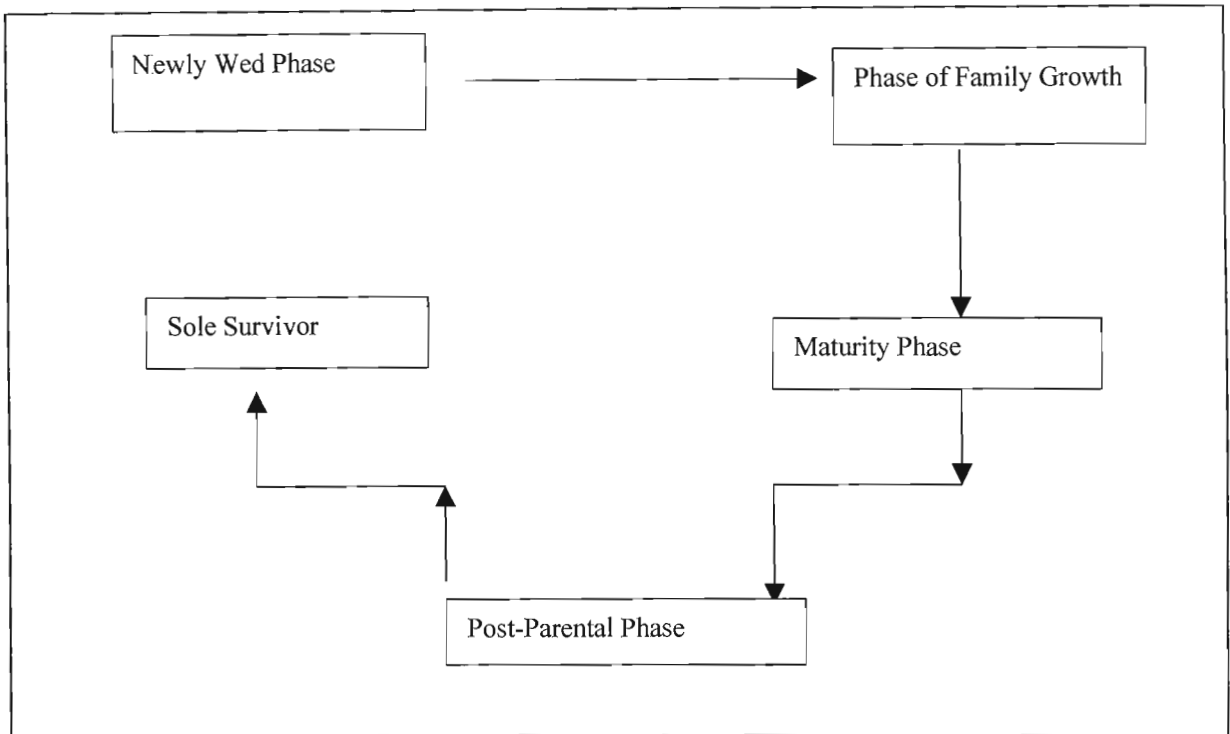 Newly Wed Phase
Phase of Family Growth
Sole Survivor
Maturity Phase
Post-Parental Phase